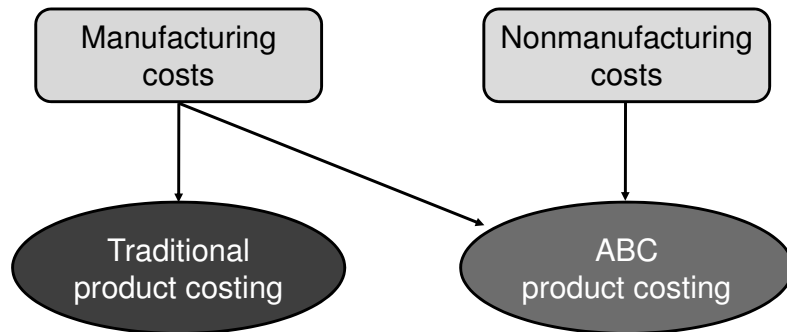 Manufacturing
costs
Nonmanufacturing
costs
Traditional
product costing
ABC
product costing